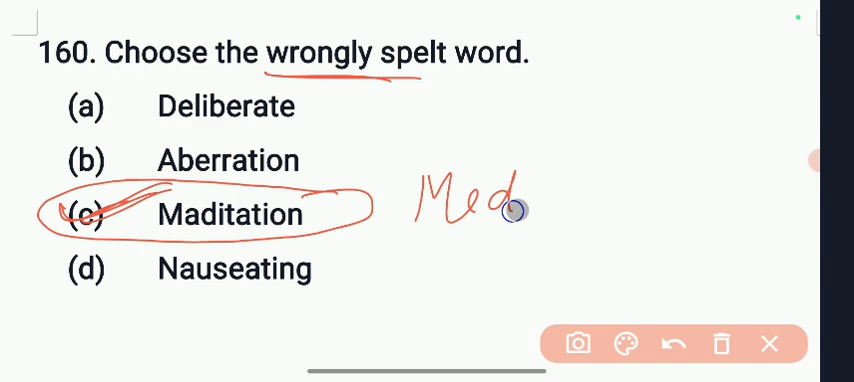 160. Choose the wrongly spelt word.
(a) Deliberate
(b) Aberration
(c) Maditation Med
(d) Nauseating